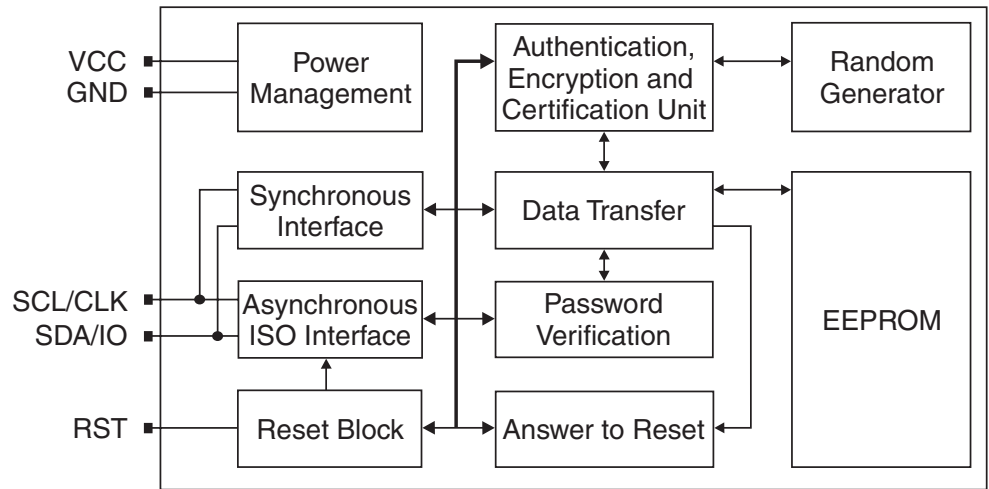 VCC
GND
Power
Management
Authentication,
Encryption and
Certification Unit
Random
Generator
Synchronous
Interface
Data Transfer
SCL/CLK
SDA/IO
Asynchronous
ISO Interface
Password
Verification
EEPROM
RST
Reset Block
Answer to Reset